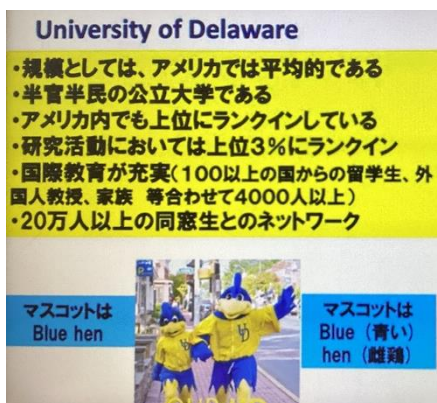 University of Delaware
・規模としては、アメリカでは平均的である
・半官半民の公立大学である
・アメリカ内でも上位にランクインしている
・研究活動においては上位3％にランクイン
・国際教育が充実(100以上の国からの留学生、外
国人教授、家族　等合わせて4000人以上)
・20万人以上の同窓生とのネットワーク
マスコットは
Blue hen
マスコットは
Blue (青い)
hen (雌鶏)
UD